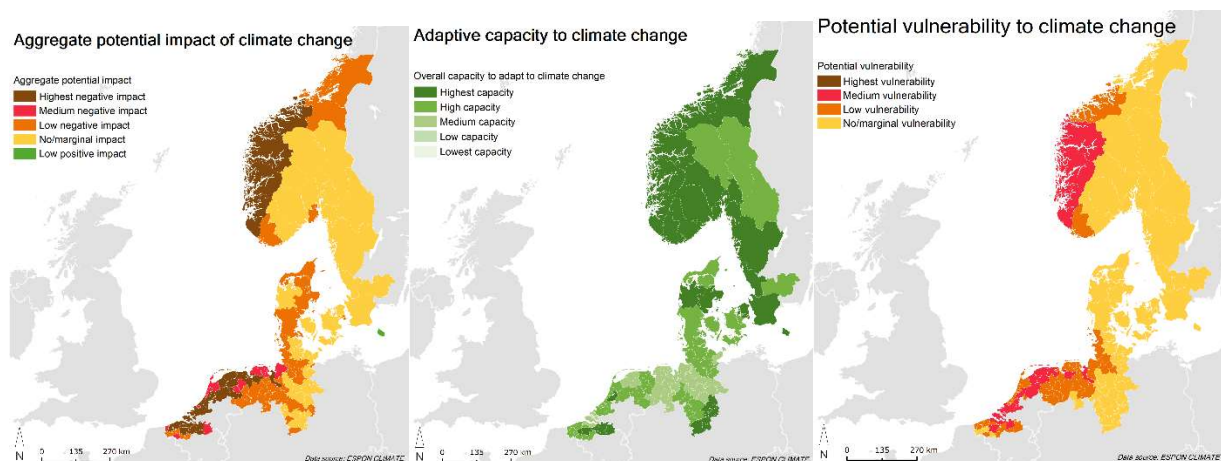 Aggregate potential impact of climate change
Aggregate potential impact
Highest negative impact
Medium negative impact
Low negative impact
No/marginal impact
Low positive impact
N
0 135 270 km
Data source: ESPON CLIMATE
Adaptive capacity to climate change
Overall capacity to adapt to climate change
Highest capacity
High capacity
Medium capacity
Low capacity
Lowest capacity
N
0 135 270 km
Data source: ESPON CLIMATE
Potential vulnerability to climate change
Potential vulnerability
Highest vulnerability
Medium vulnerability
Low vulnerability
No/marginal vulnerability
N
0 135 270 km
Data source: ESPON CLIMATE